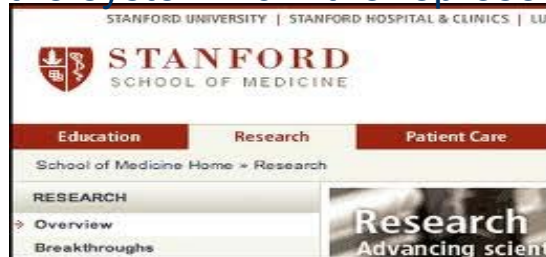 STANFORD UNIVERSITY | STANFORD HOSPITAL & CLINICS |
STANFORD
SCHOOL OF MEDICINE
Education Research Patient Care
School of Medicine Home » Research
RESEARCH
Overview
Breakthroughs
Research
Advancing